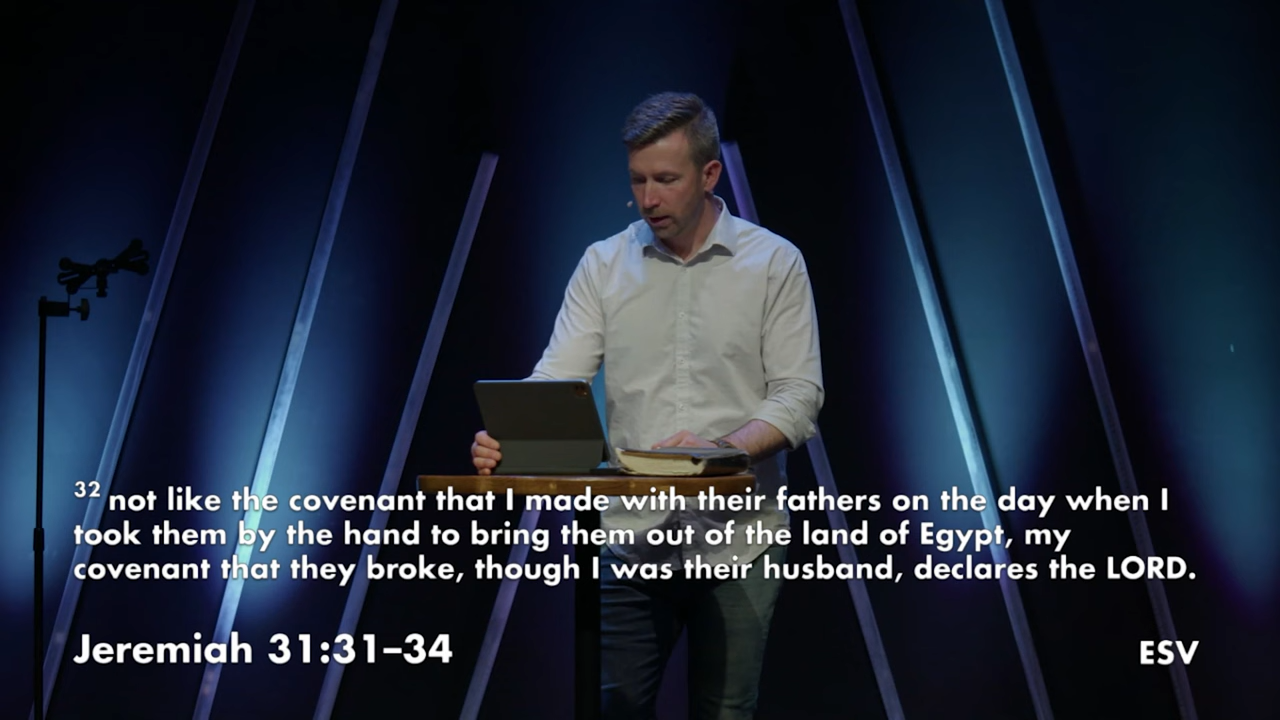 32 not like the covenant that I made with their fathers on the day when I
took them by the hand to bring them out of the land of Egypt, my
covenant that they broke, though I was their husband, declares the LORD.
Jeremiah 31:31–34
ESV